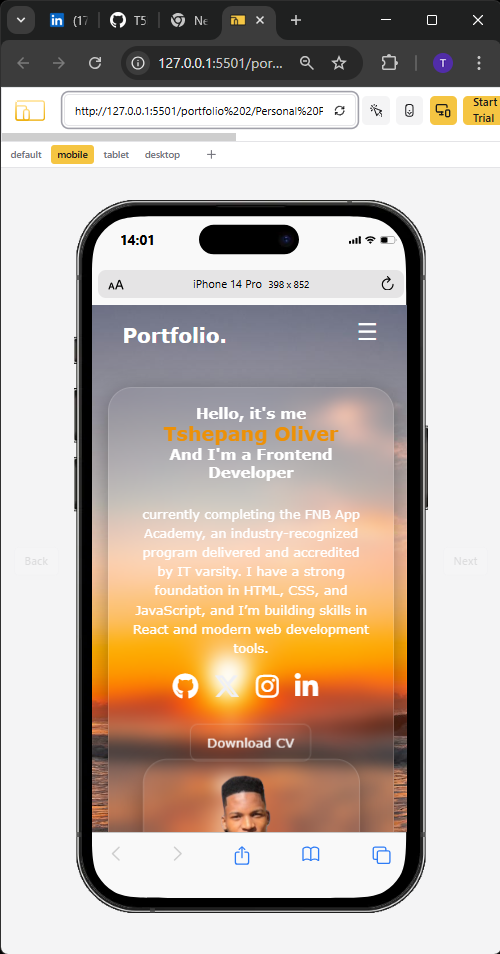 (17
T5
Ne
127.0.0.1:5501/por...
T
http://127.0.0.1:5501/portfolio%202/Personal%20F
Start
Trial
default
mobile
tablet
desktop
14:01
AA
iPhone 14 Pro 398 x 852
Portfolio.
Hello, it's me
Tshepang Oliver
And I'm a Frontend
Developer
currently completing the FNB App
Academy, an industry-recognized
program delivered and accredited
by IT varsity. I have a strong
foundation in HTML, CSS, and
JavaScript, and I'm building skills in
React and modern web development
tools.
Back
Next
Download CV